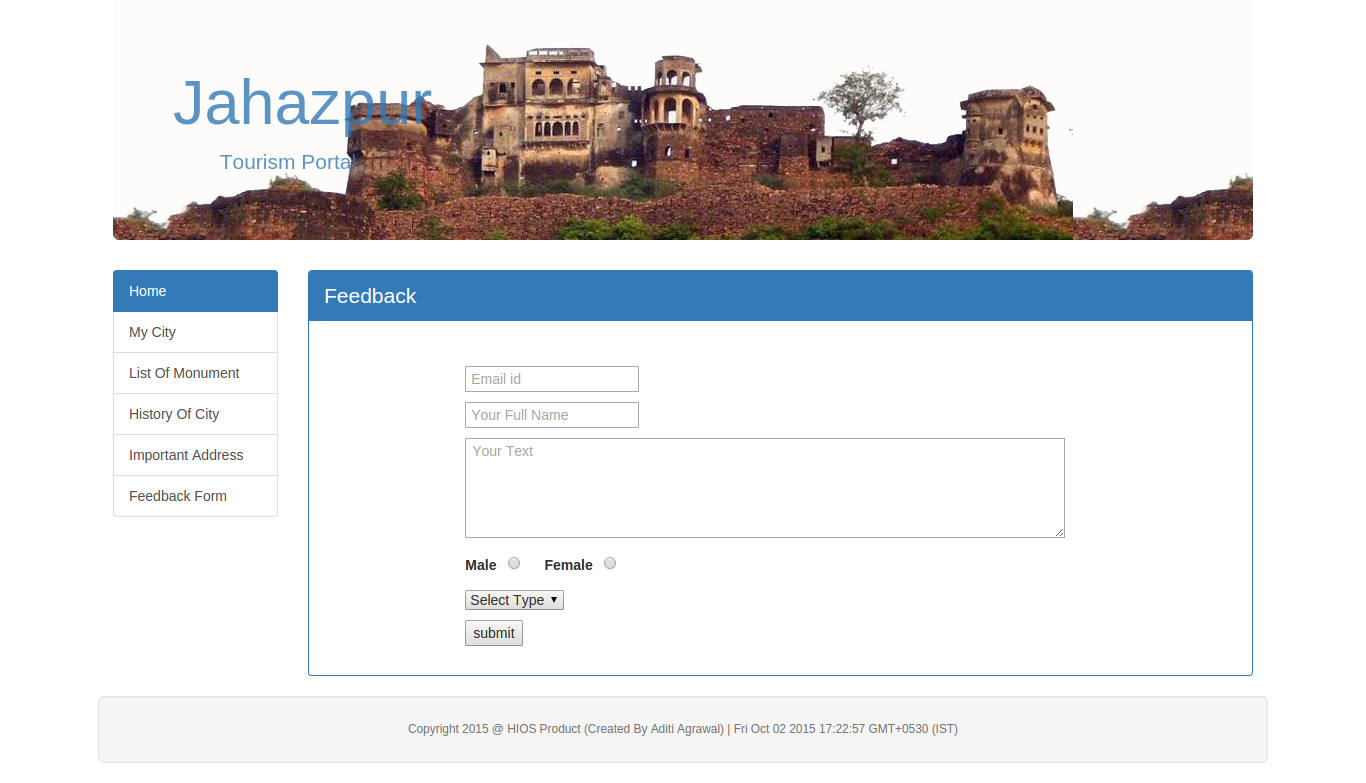 Jahazpur
Tourism Portal
Home
My City
List Of Monument
History Of City
Important Address
Feedback Form
Feedback
Email id
Your Full Name
Your Text
Male Female
Select Type
submit
Copyright 2015 @ HIOS Product (Created By Aditi Agrawal) | Fri Oct 02 2015 17:22:57 GMT+0530 (IST)